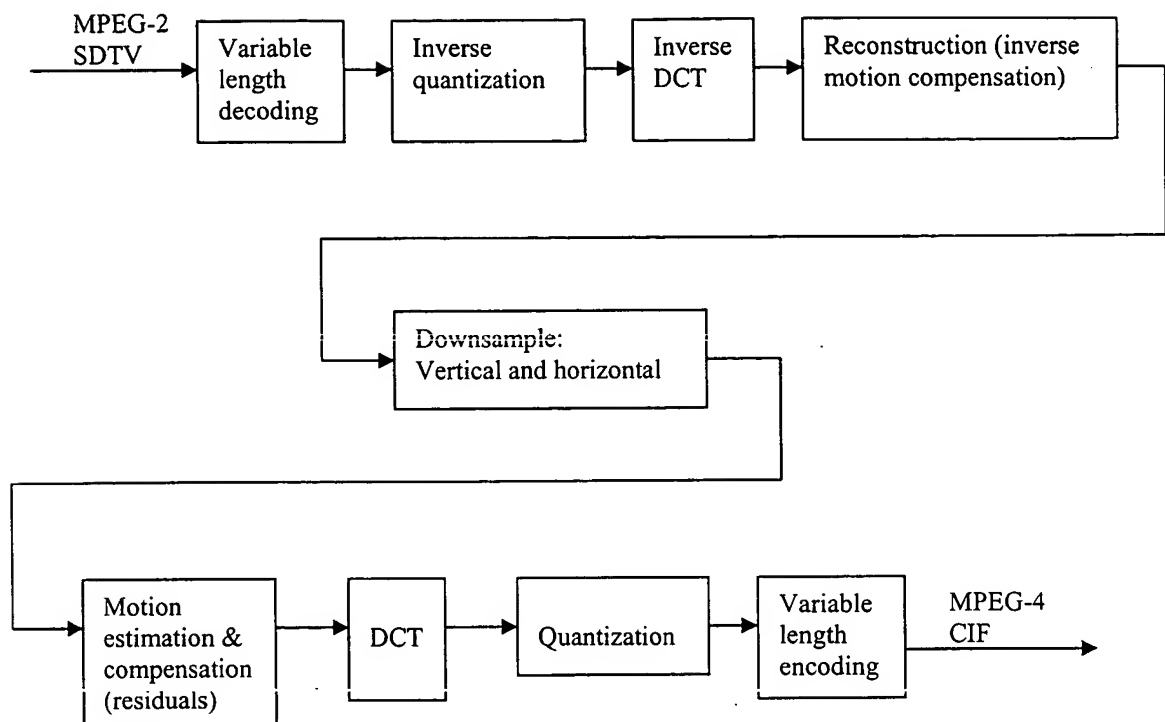 MPEG-2
SDTV
Variable
length
decoding
Inverse
quantization
Inverse
DCT
Reconstruction (inverse
motion compensation)
Downsample:
Vertical and horizontal
Motion
estimation &
compensation
(residuals)
DCT
Quantization
Variable
length
encoding
MPEG-4
CIF